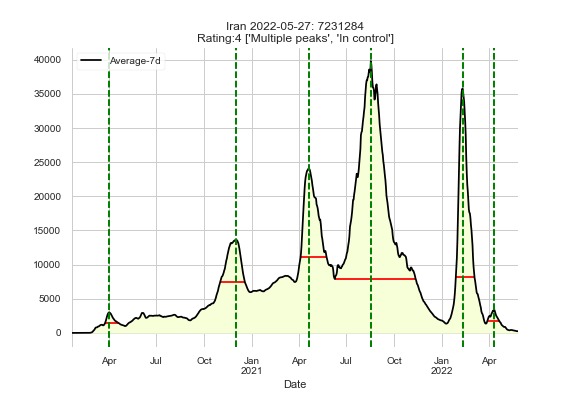 Iran 2022-05-27: 7231284
Rating:4 ['Multiple peaks', 'In control']
Average-7d
40000
35000
30000
25000
20000
15000
10000
5000
0
Apr Jul Oct Jan Apr Jul Oct Jan Apr
2021 2022
Date